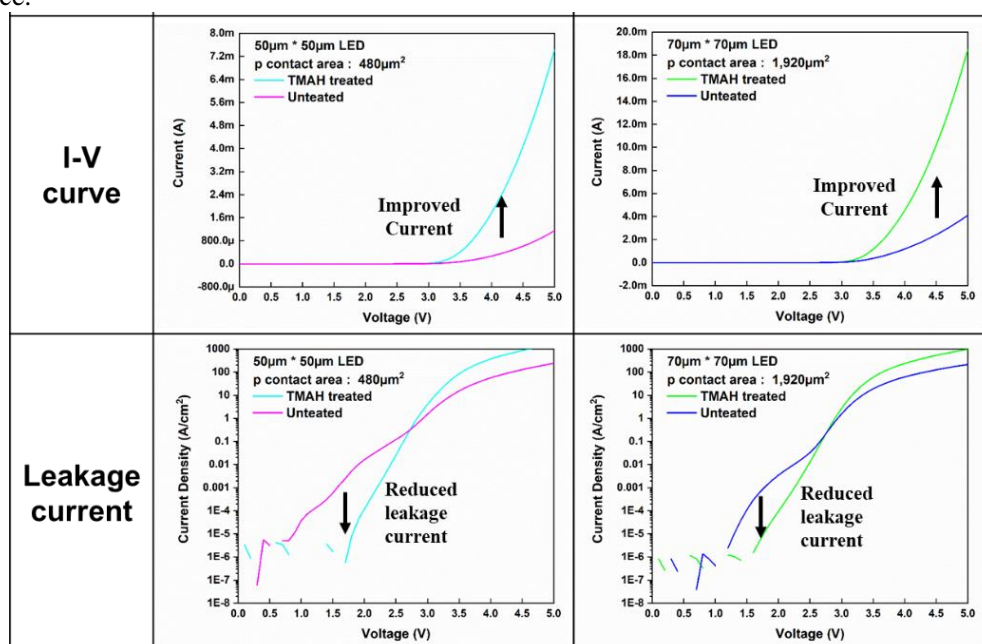 I-V
curve
50μm * 50μm LED
p contact area : 480μm²
TMAH treated
Unteated
Improved
Current
Current (A)
8.0m
7.2m
6.4m
5.6m
4.8m
4.0m
3.2m
2.4m
1.6m
800.0μ
0.0
-800.0μ
0.0 0.5 1.0 1.5 2.0 2.5 3.0 3.5 4.0 4.5 5.0
Voltage (V)
70μm * 70μm LED
p contact area : 1,920μm²
TMAH treated
Unteated
Improved
Current
Current (A)
20.0m
18.0m
16.0m
14.0m
12.0m
10.0m
8.0m
6.0m
4.0m
2.0m
0.0
-2.0m
0.0 0.5 1.0 1.5 2.0 2.5 3.0 3.5 4.0 4.5 5.0
Voltage (V)
Leakage
current
50μm * 50μm LED
p contact area : 480μm²
TMAH treated
Unteated
Reduced
leakage
current
Current Density (A/cm²)
1000
100
10
1
0.1
0.01
0.001
1E-4
1E-5
1E-6
1E-7
1E-8
0.0 0.5 1.0 1.5 2.0 2.5 3.0 3.5 4.0 4.5 5.0
Voltage (V)
70μm * 70μm LED
p contact area : 1,920μm²
TMAH treated
Unteated
Reduced
leakage
current
Current Density (A/cm²)
1000
100
10
1
0.1
0.01
0.001
1E-4
1E-5
1E-6
1E-7
1E-8
0.0 0.5 1.0 1.5 2.0 2.5 3.0 3.5 4.0 4.5 5.0
Voltage (V)